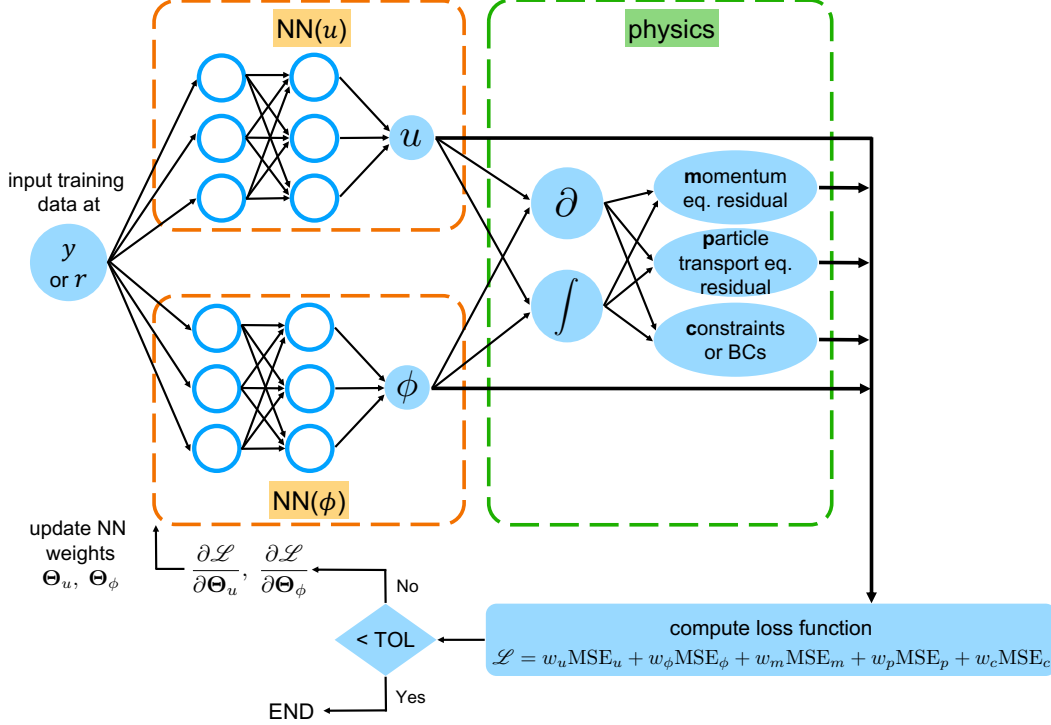 NN(u)
physics
u
input training
data at
y
or r
∂
∫
momentum
eq. residual
particle
transport eq.
residual
constraints
or BCs
ϕ
NN(ϕ)
update NN
weights
Θ_u, Θ_ϕ
∂ℒ/∂Θ_u, ∂ℒ/∂Θ_ϕ
No
< TOL
Yes
END
compute loss function
ℒ = w_u MSE_u + w_ϕ MSE_ϕ + w_m MSE_m + w_p MSE_p + w_c MSE_c